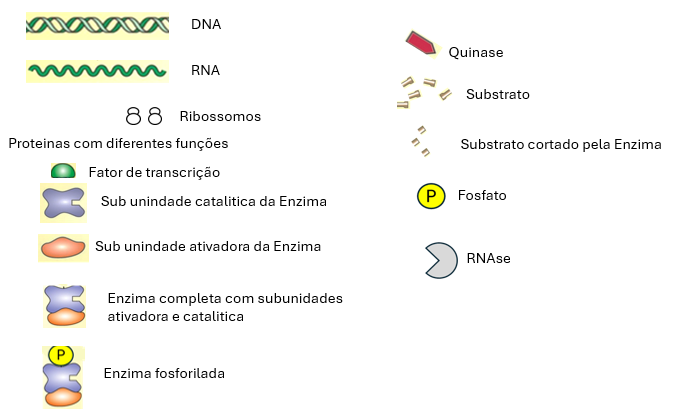 DNA
RNA
Ribossomos
Proteinas com diferentes funções
Fator de transcrição
Sub unindade catalitica da Enzima
Sub unindade ativadora da Enzima
Enzima completa com subunidades
ativadora e catalitica
P
Enzima fosforilada
Quinase
Substrato
Substrato cortado pela Enzima
P
Fosfato
RNAse